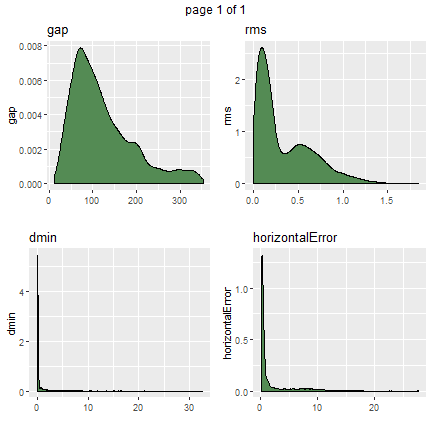 page 1 of 1
gap
rms
gap
0.008
0.006
0.004
0.002
0.000
0 100 200 300
rms
2
1
0
0.0 0.5 1.0 1.5
dmin
horizontalError
dmin
4
2
0
0 10 20 30
horizontalError
1.0
0.5
0.0
0 10 20